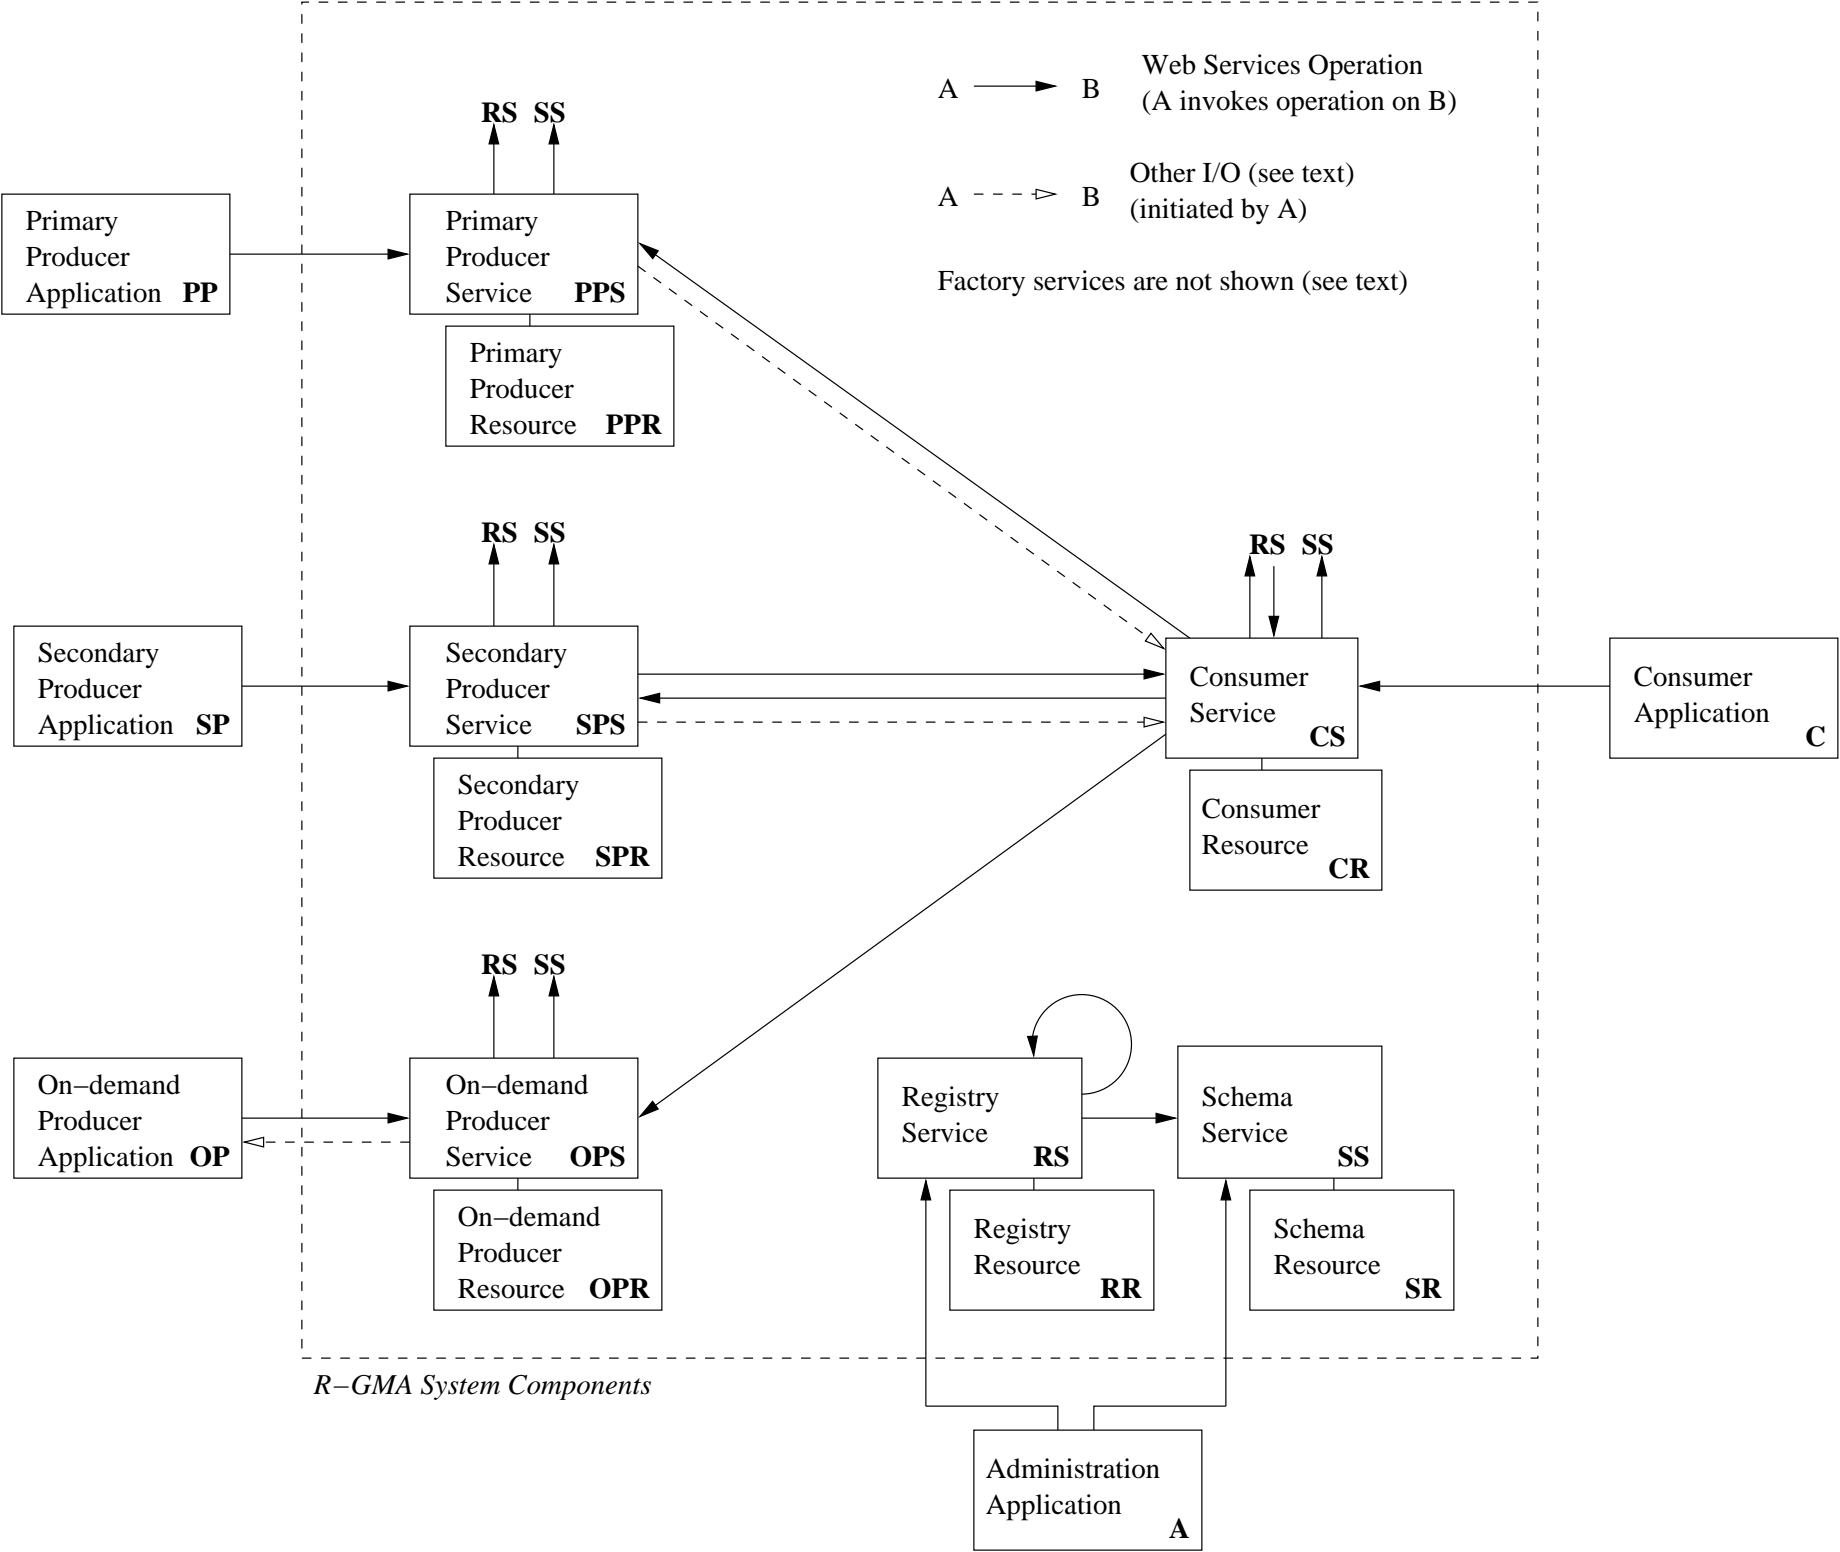 A
B
Web Services Operation
(A invokes operation on B)
A
B
Other I/O (see text)
(initiated by A)
Factory services are not shown (see text)
RS SS
Primary
Producer
Application PP
Primary
Producer
Service PPS
Primary
Producer
Resource PPR
RS SS
Secondary
Producer
Application SP
Secondary
Producer
Service SPS
Secondary
Producer
Resource SPR
RS SS
Consumer
Service
CS
Consumer
Resource
CR
Consumer
Application
C
RS SS
On−demand
Producer
Application OP
On−demand
Producer
Service OPS
On−demand
Producer
Resource OPR
Registry
Service
RS
Registry
Resource
RR
Schema
Service
SS
Schema
Resource
SR
R−GMA System Components
Administration
Application
A